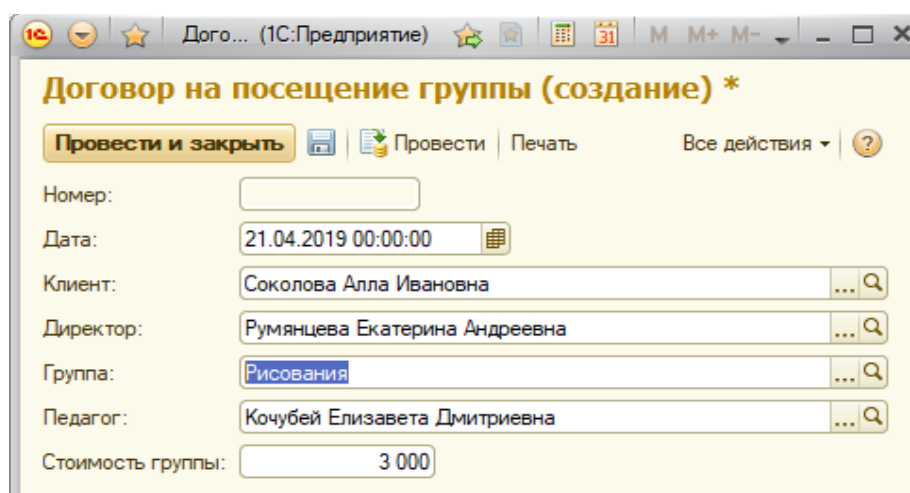 1С Дого... (1С:Предприятие) 31 M M+ M-
Договор на посещение группы (создание) *
Провести и закрыть Провести Печать Все действия ?
Номер:
Дата: 21.04.2019 00:00:00
Клиент: Соколова Алла Ивановна ...
Директор: Румянцева Екатерина Андреевна ...
Группа: Рисования ...
Педагог: Кочубей Елизавета Дмитриевна ...
Стоимость группы: 3 000